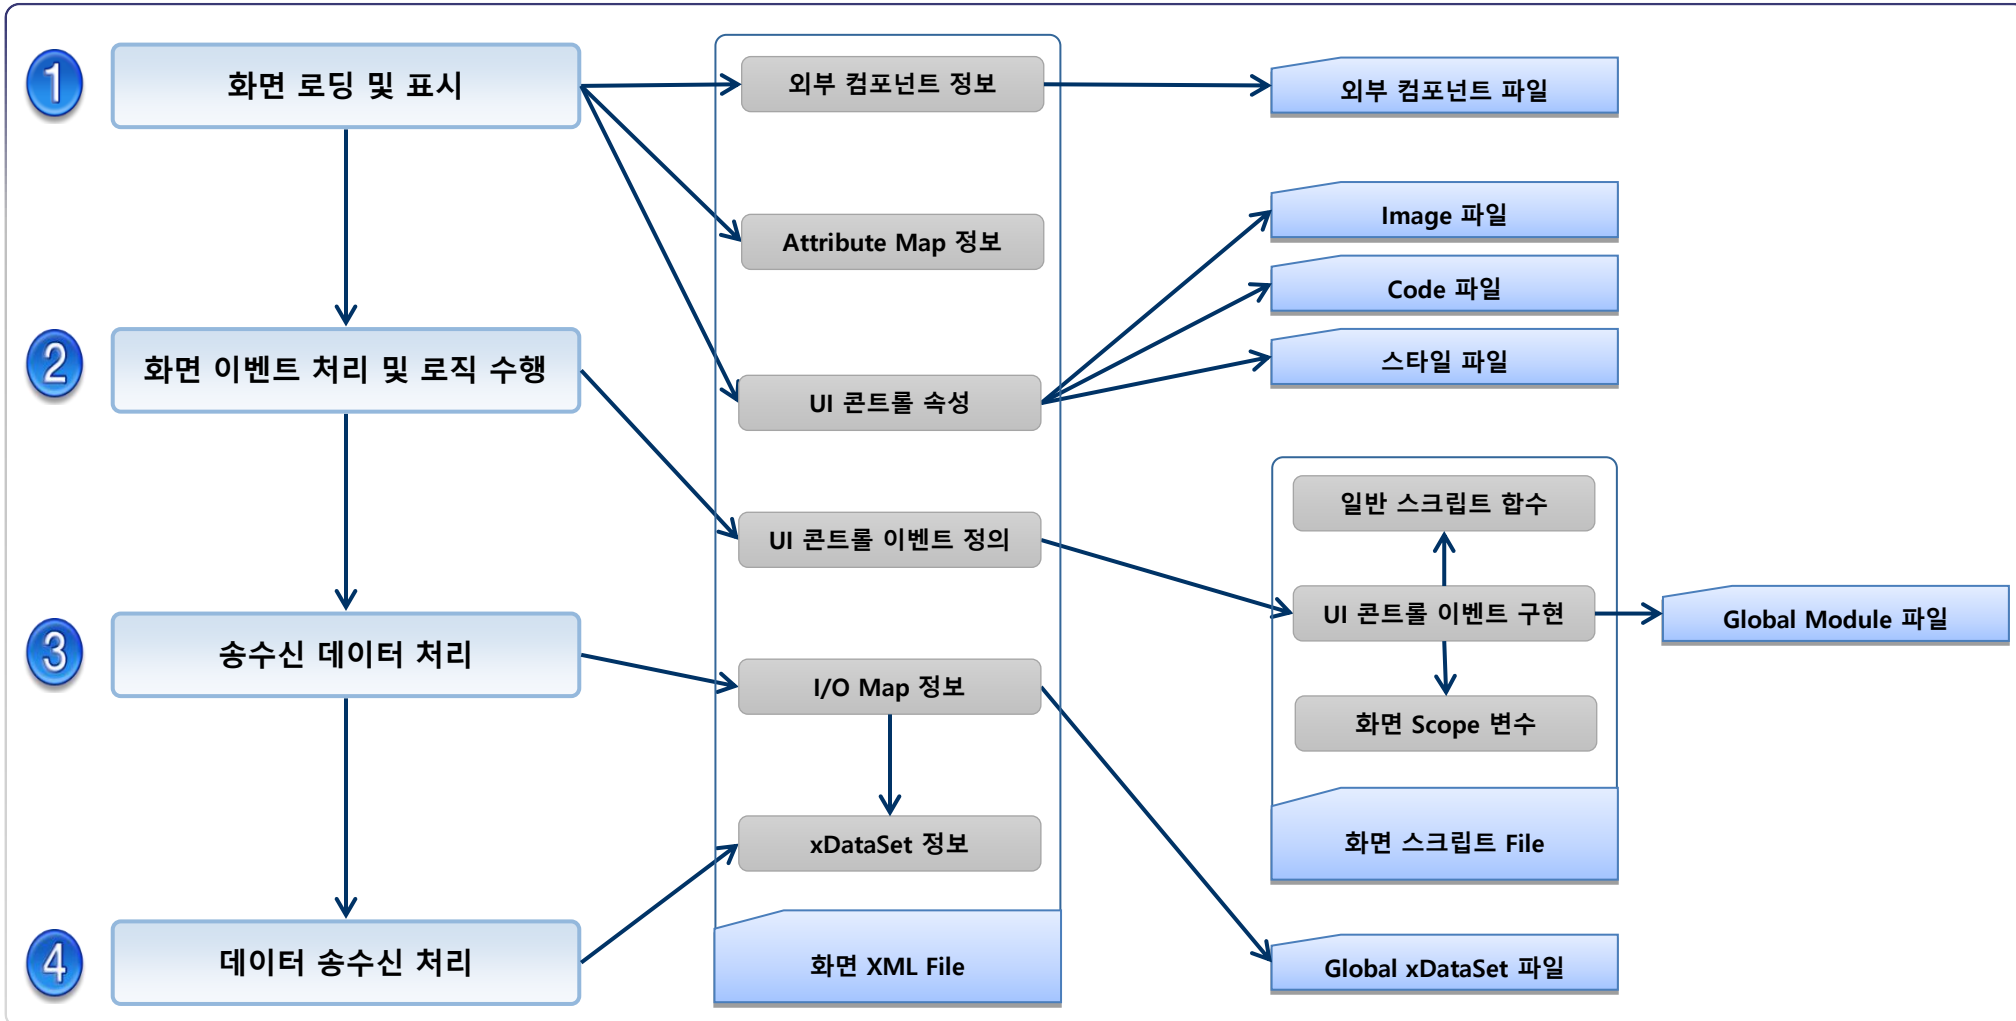 1
화면 로딩 및 표시
외부 컴포넌트 정보
외부 컴포넌트 파일
Attribute Map 정보
Image 파일
Code 파일
스타일 파일
2
화면 이벤트 처리 및 로직 수행
UI 콘트롤 속성
UI 콘트롤 이벤트 정의
일반 스크립트 합수
UI 콘트롤 이벤트 구현
Global Module 파일
화면 Scope 변수
화면 스크립트 File
3
송수신 데이터 처리
I/O Map 정보
xDataSet 정보
4
데이터 송수신 처리
화면 XML File
Global xDataSet 파일